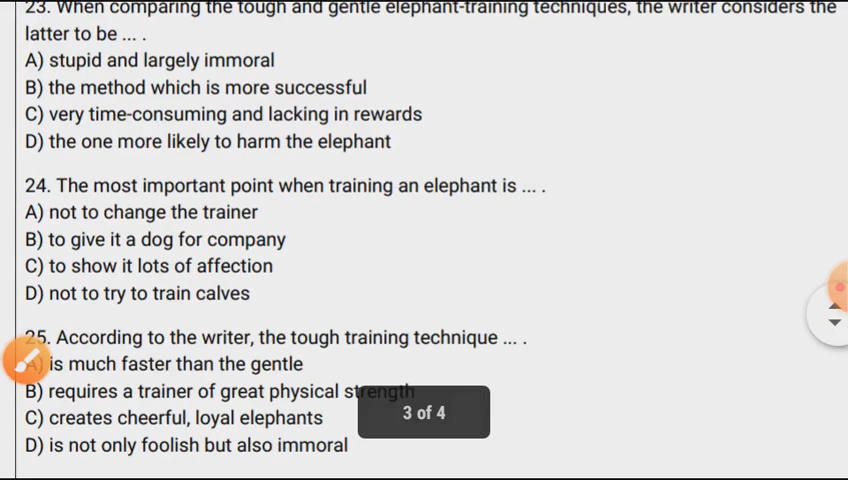 23. When comparing the tough and gentle elephant-training techniques, the writer considers the
latter to be ... .
A) stupid and largely immoral
B) the method which is more successful
C) very time-consuming and lacking in rewards
D) the one more likely to harm the elephant
24. The most important point when training an elephant is ... .
A) not to change the trainer
B) to give it a dog for company
C) to show it lots of affection
D) not to try to train calves
25. According to the writer, the tough training technique ... .
A) is much faster than the gentle
B) requires a trainer of great physical strength
C) creates cheerful, loyal elephants
3 of 4
D) is not only foolish but also immoral